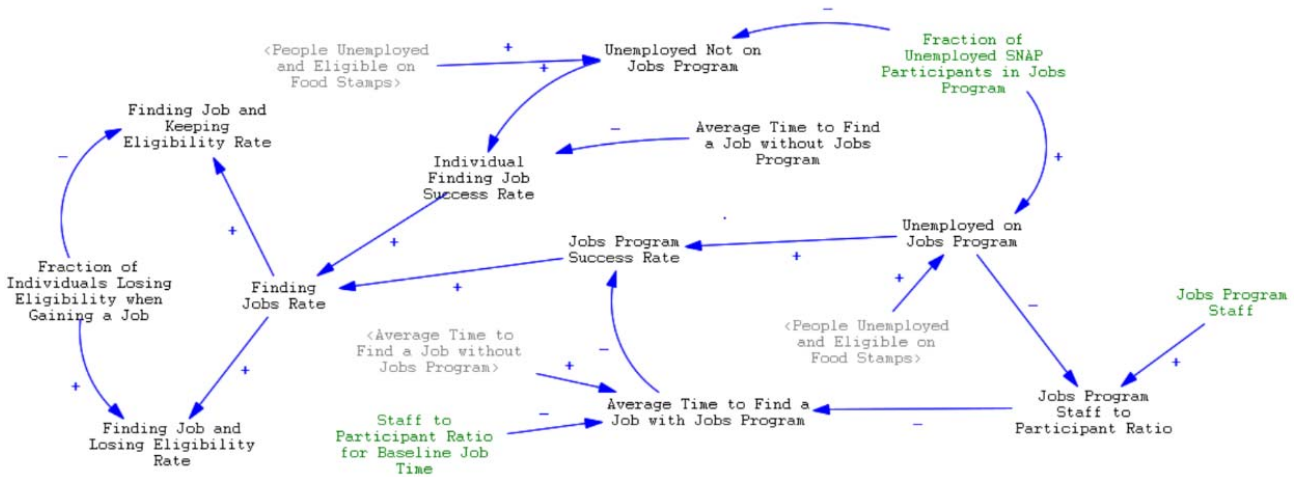 −
<People Unemployed
and Eligible on
Food Stamps>
+
+
Unemployed Not on
Jobs Program
Fraction of
Unemployed SNAP
Participants in Jobs
Program
Finding Job and
Keeping
Eligibility Rate
−
Average Time to Find
a Job without Jobs
Program
−
+
Individual
Finding Job
Success Rate
+
+
Jobs Program
Success Rate
+
Unemployed on
Jobs Program
Fraction of
Individuals Losing
Eligibility when
Gaining a Job
Finding
Jobs Rate
+
+
−
Jobs Program
Staff
<Average Time to
Find a Job without
Jobs Program>
−
<People Unemployed
and Eligible on
Food Stamps>
+
+
+
+
Staff to
Participant Ratio
for Baseline Job
Time
−
Average Time to Find a
Job with Jobs Program
−
Jobs Program
Staff to
Participant Ratio
Finding Job and
Losing Eligibility
Rate